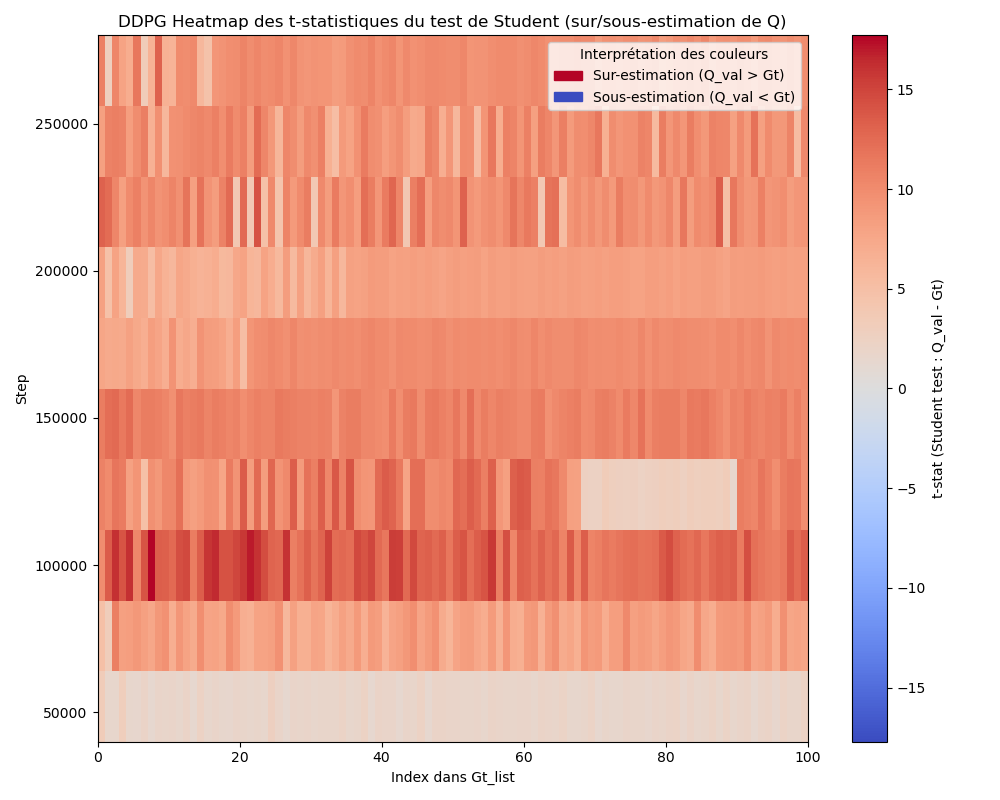 DDPG Heatmap des t-statistiques du test de Student (sur/sous-estimation de Q)
Interprétation des couleurs
Sur-estimation (Q_val > Gt)
Sous-estimation (Q_val < Gt)
250000
200000
150000
100000
50000
Step
0
20
40
60
80
100
Index dans Gt_list
15
10
5
0
−5
−10
−15
t-stat (Student test : Q_val - Gt)